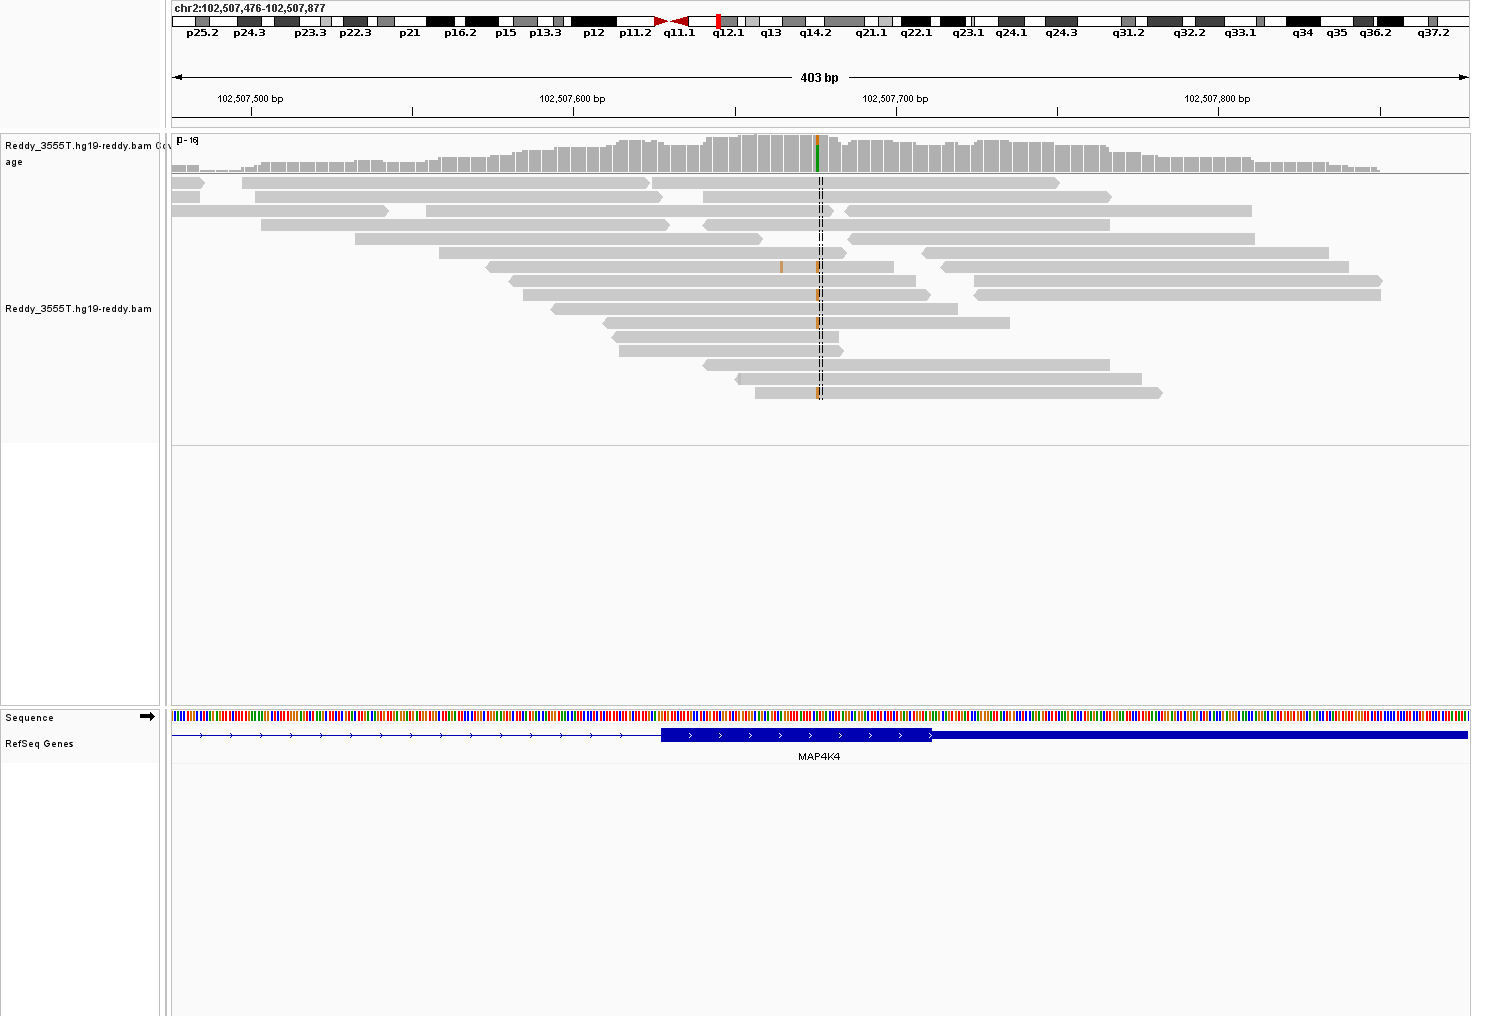 chr2:102,507,476-102,507,877
p25.2 p24.3 p23.3 p22.3 p21 p16.2 p15 p13.3 p12 p11.2 q11.1 q12.1 q13 q14.2 q21.1 q22.1 q23.1 q24.1 q24.3 q31.2 q32.2 q33.1 q34 q35 q36.2 q37.2
403 bp
102,507,500 bp 102,507,600 bp 102,507,700 bp 102,507,800 bp
Reddy_3555T.hg19-reddy.bam Cov
age
[0 - 16]
Reddy_3555T.hg19-reddy.bam
Sequence
RefSeq Genes
MAP4K4